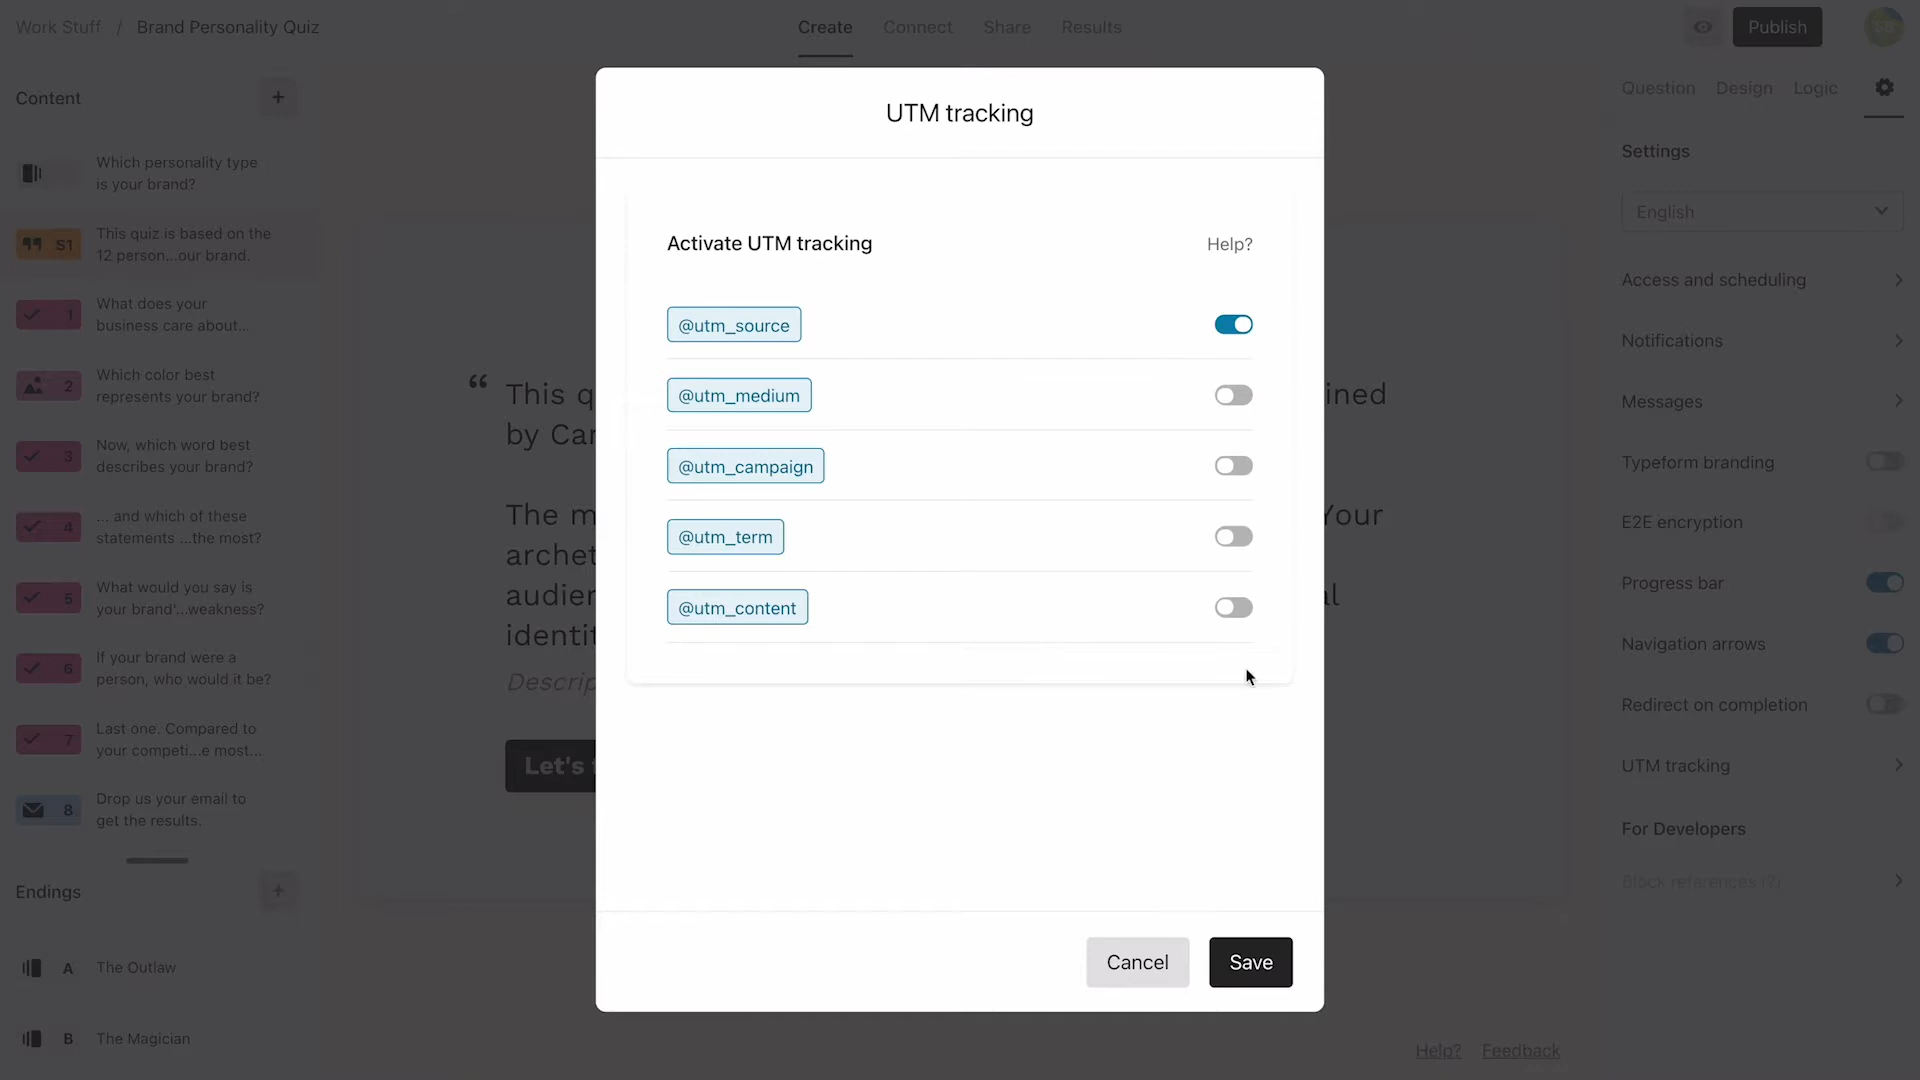 Work Stuff / Brand Personality Quiz
Create Connect Share Results
Publish
Content +
Which personality type
is your brand?
S1 This quiz is based on the
12 person...our brand.
1 What does your
business care about...
2 Which color best
represents your brand?
3 Now, which word best
describes your brand?
4 ... and which of these
statements ...the most?
5 What would you say is
your brand'...weakness?
6 If your brand were a
person, who would it be?
7 Last one. Compared to
your competi...e most...
8 Drop us your email to
get the results.
Endings +
A The Outlaw
B The Magician
“ This q
ined
by Car
The m
Your
archet
audien
al
identit
Descrip
Let's t
UTM tracking
Activate UTM tracking Help?
@utm_source
@utm_medium
@utm_campaign
@utm_term
@utm_content
Cancel Save
Question Design Logic
Settings
English
Access and scheduling
Notifications
Messages
Typeform branding
E2E encryption
Progress bar
Navigation arrows
Redirect on completion
UTM tracking
For Developers
Block references (?)
Help? Feedback